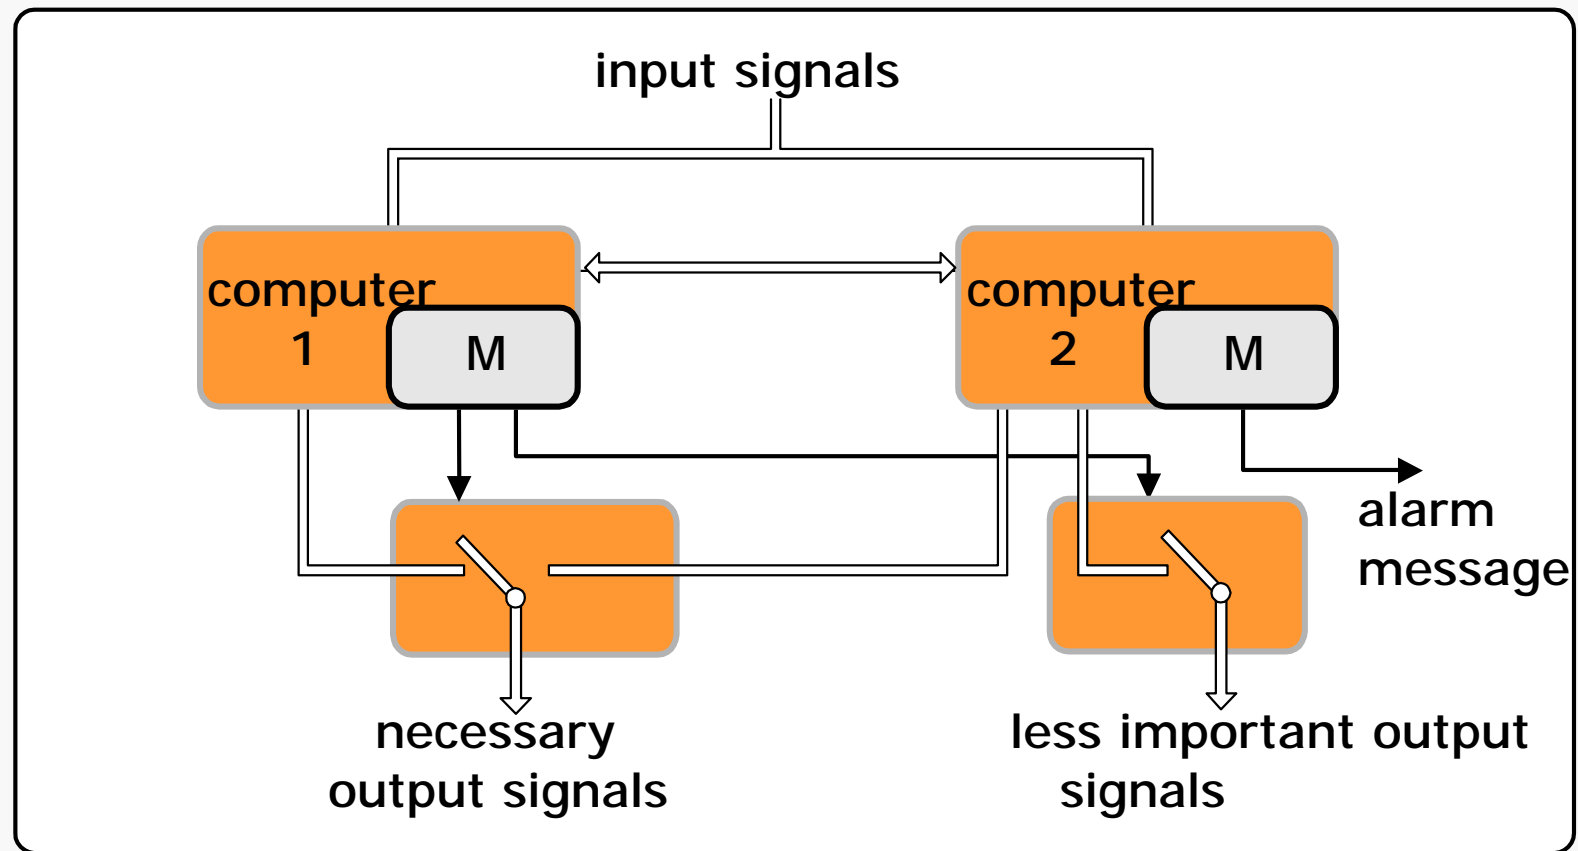 input signals
computer
1
M
computer
2
M
alarm
message
necessary
output signals
less important output
signals